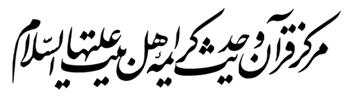 مرکز قرآن و حدیث کریمه اهل بیت علیها السلام